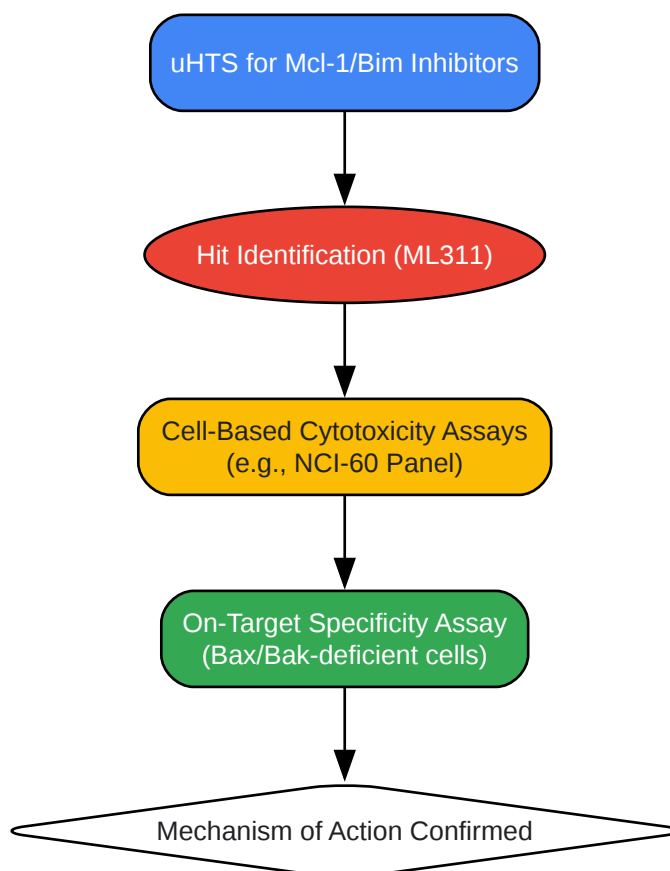 uHTS for Mcl-1/Bim Inhibitors
Hit Identification (ML311)
Cell-Based Cytotoxicity Assays
(e.g., NCI-60 Panel)
On-Target Specificity Assay
(Bax/Bak-deficient cells)
Mechanism of Action Confirmed